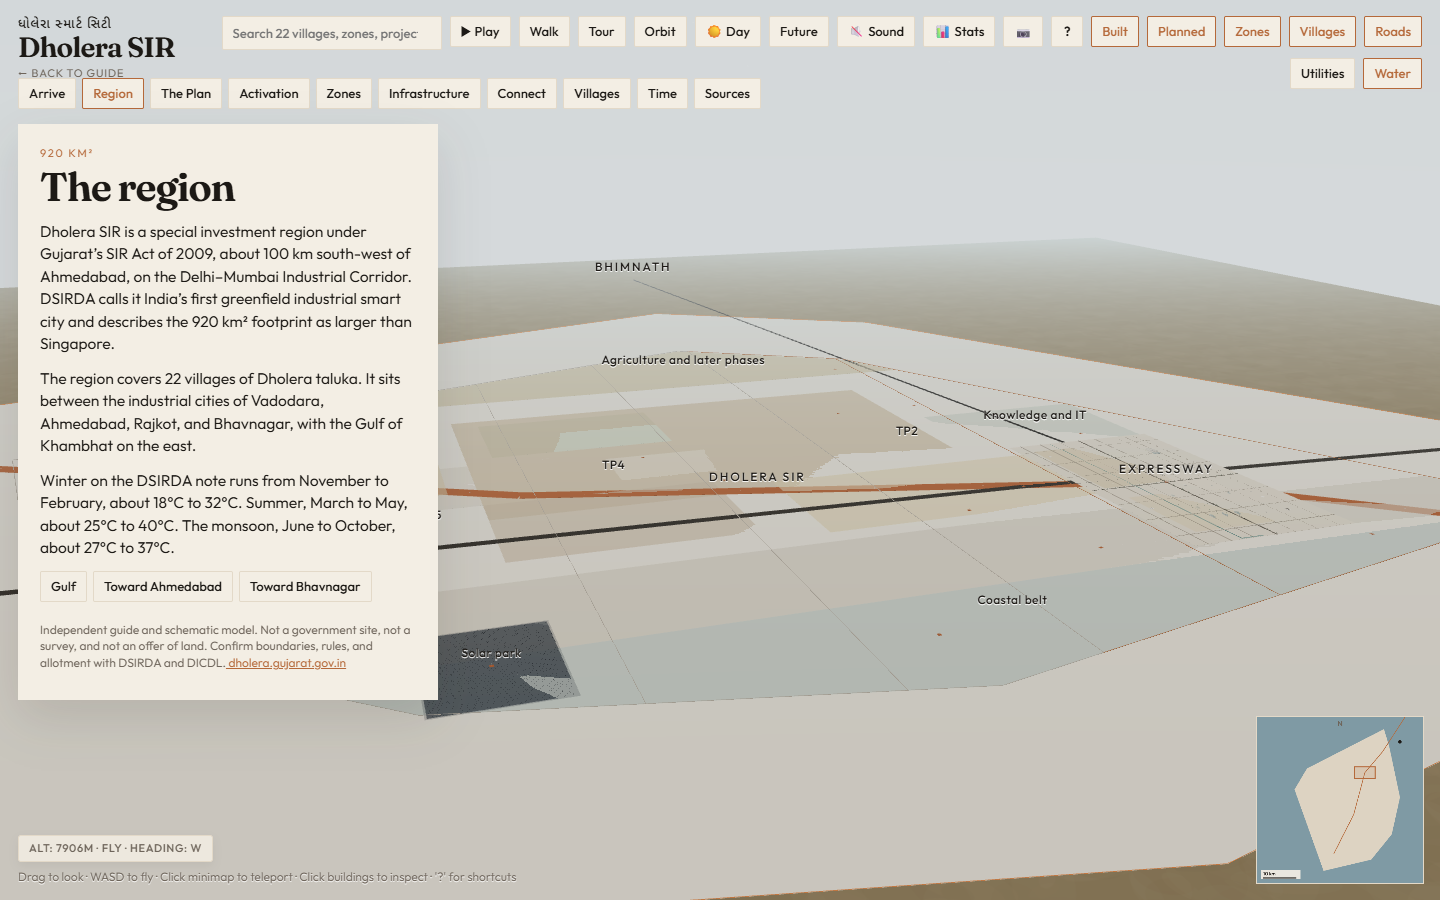 ધોલેરા સ્માર્ટ સિટી
Dholera SIR
← BACK TO GUIDE
Search 22 villages, zones, projec
▶ Play
Walk
Tour
Orbit
Day
Future
Sound
Stats
?
Built
Planned
Zones
Villages
Roads
Utilities
Water
Arrive
Region
The Plan
Activation
Zones
Infrastructure
Connect
Villages
Time
Sources
920 KM²
The region
Dholera SIR is a special investment region under
Gujarat’s SIR Act of 2009, about 100 km south-west of
Ahmedabad, on the Delhi–Mumbai Industrial Corridor.
DSIRDA calls it India’s first greenfield industrial smart
city and describes the 920 km² footprint as larger than
Singapore.
The region covers 22 villages of Dholera taluka. It sits
between the industrial cities of Vadodara,
Ahmedabad, Rajkot, and Bhavnagar, with the Gulf of
Khambhat on the east.
Winter on the DSIRDA note runs from November to
February, about 18°C to 32°C. Summer, March to May,
about 25°C to 40°C. The monsoon, June to October,
about 27°C to 37°C.
Gulf
Toward Ahmedabad
Toward Bhavnagar
Independent guide and schematic model. Not a government site, not a
survey, and not an offer of land. Confirm boundaries, rules, and
allotment with DSIRDA and DICDL. dholera.gujarat.gov.in
BHIMNATH
Agriculture and later phases
Knowledge and IT
TP2
TP4
DHOLERA SIR
EXPRESSWAY
5
Coastal belt
Solar park
N
10 km
ALT: 7906M · FLY · HEADING: W
Drag to look · WASD to fly · Click minimap to teleport · Click buildings to inspect · '?' for shortcuts